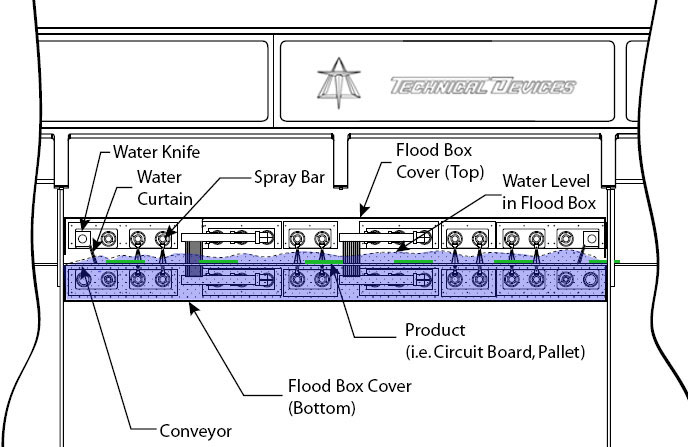 TECHNICAL DEVICES
Water Knife
Water
Curtain
Spray Bar
Flood Box
Cover (Top)
Water Level
in Flood Box
Product
(i.e. Circuit Board, Pallet)
Flood Box Cover
(Bottom)
Conveyor